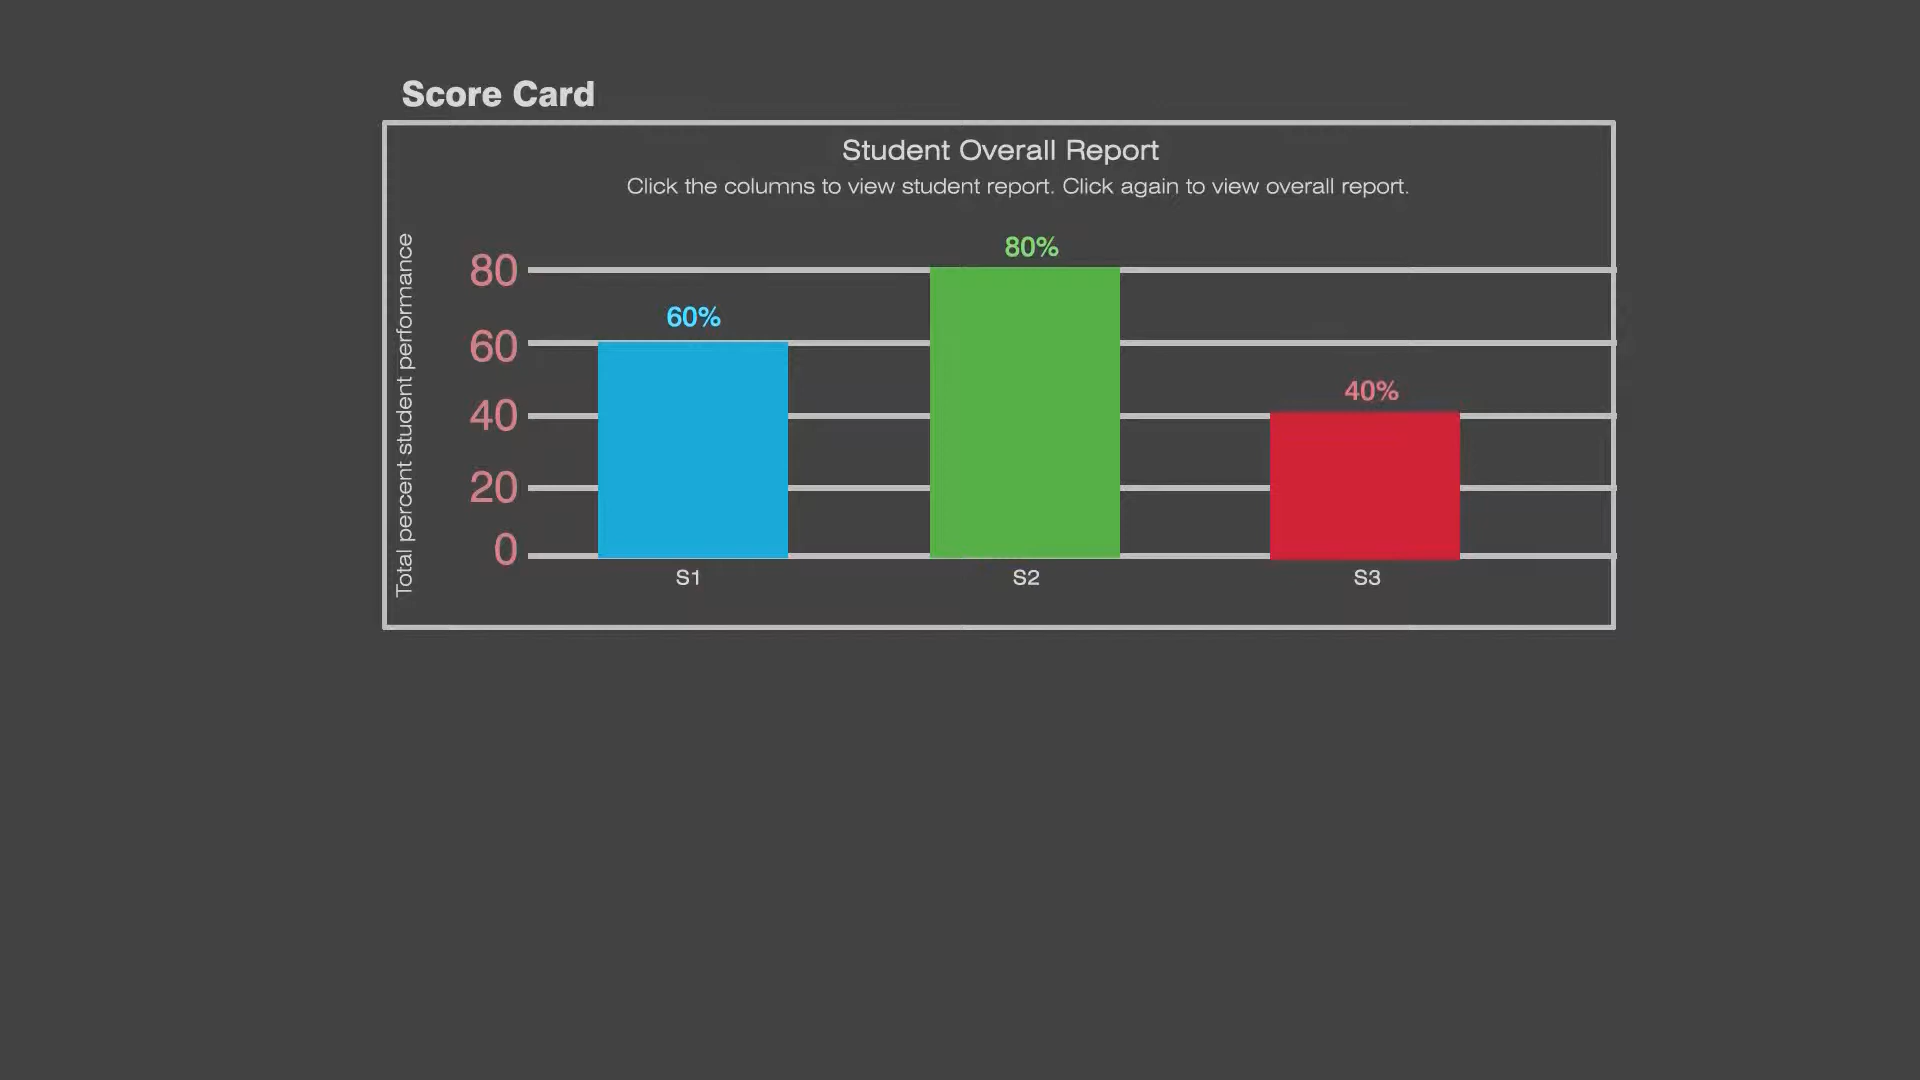 Score Card
Student Overall Report
Click the columns to view student report. Click again to view overall report.
Total percent student performance
80
60
40
20
0
60%
80%
40%
S1
S2
S3